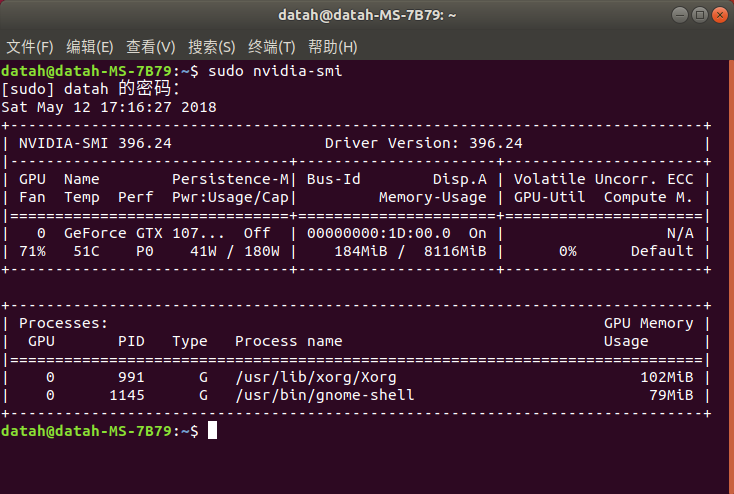 datah@datah-MS-7B79: ~
文件(F) 编辑(E) 查看(V) 搜索(S) 终端(T) 帮助(H)
datah@datah-MS-7B79:~$ sudo nvidia-smi
[sudo] datah 的密码：
Sat May 12 17:16:27 2018
+-----------------------------------------------------------------------------+
| NVIDIA-SMI 396.24                 Driver Version: 396.24                    |
|-------------------------------+----------------------+----------------------+
| GPU  Name        Persistence-M| Bus-Id        Disp.A | Volatile Uncorr. ECC |
| Fan  Temp  Perf  Pwr:Usage/Cap|         Memory-Usage | GPU-Util  Compute M. |
|===============================+======================+======================|
|   0  GeForce GTX 107...  Off  | 00000000:1D:00.0  On |                  N/A |
| 71%   51C    P0    41W / 180W |    184MiB /  8116MiB |      0%      Default |
+-------------------------------+----------------------+----------------------+
+-----------------------------------------------------------------------------+
| Processes:                                                       GPU Memory |
|  GPU       PID   Type   Process name                             Usage      |
|=============================================================================|
|    0       991      G   /usr/lib/xorg/Xorg                           102MiB |
|    0      1145      G   /usr/bin/gnome-shell                          79MiB |
+-----------------------------------------------------------------------------+
datah@datah-MS-7B79:~$